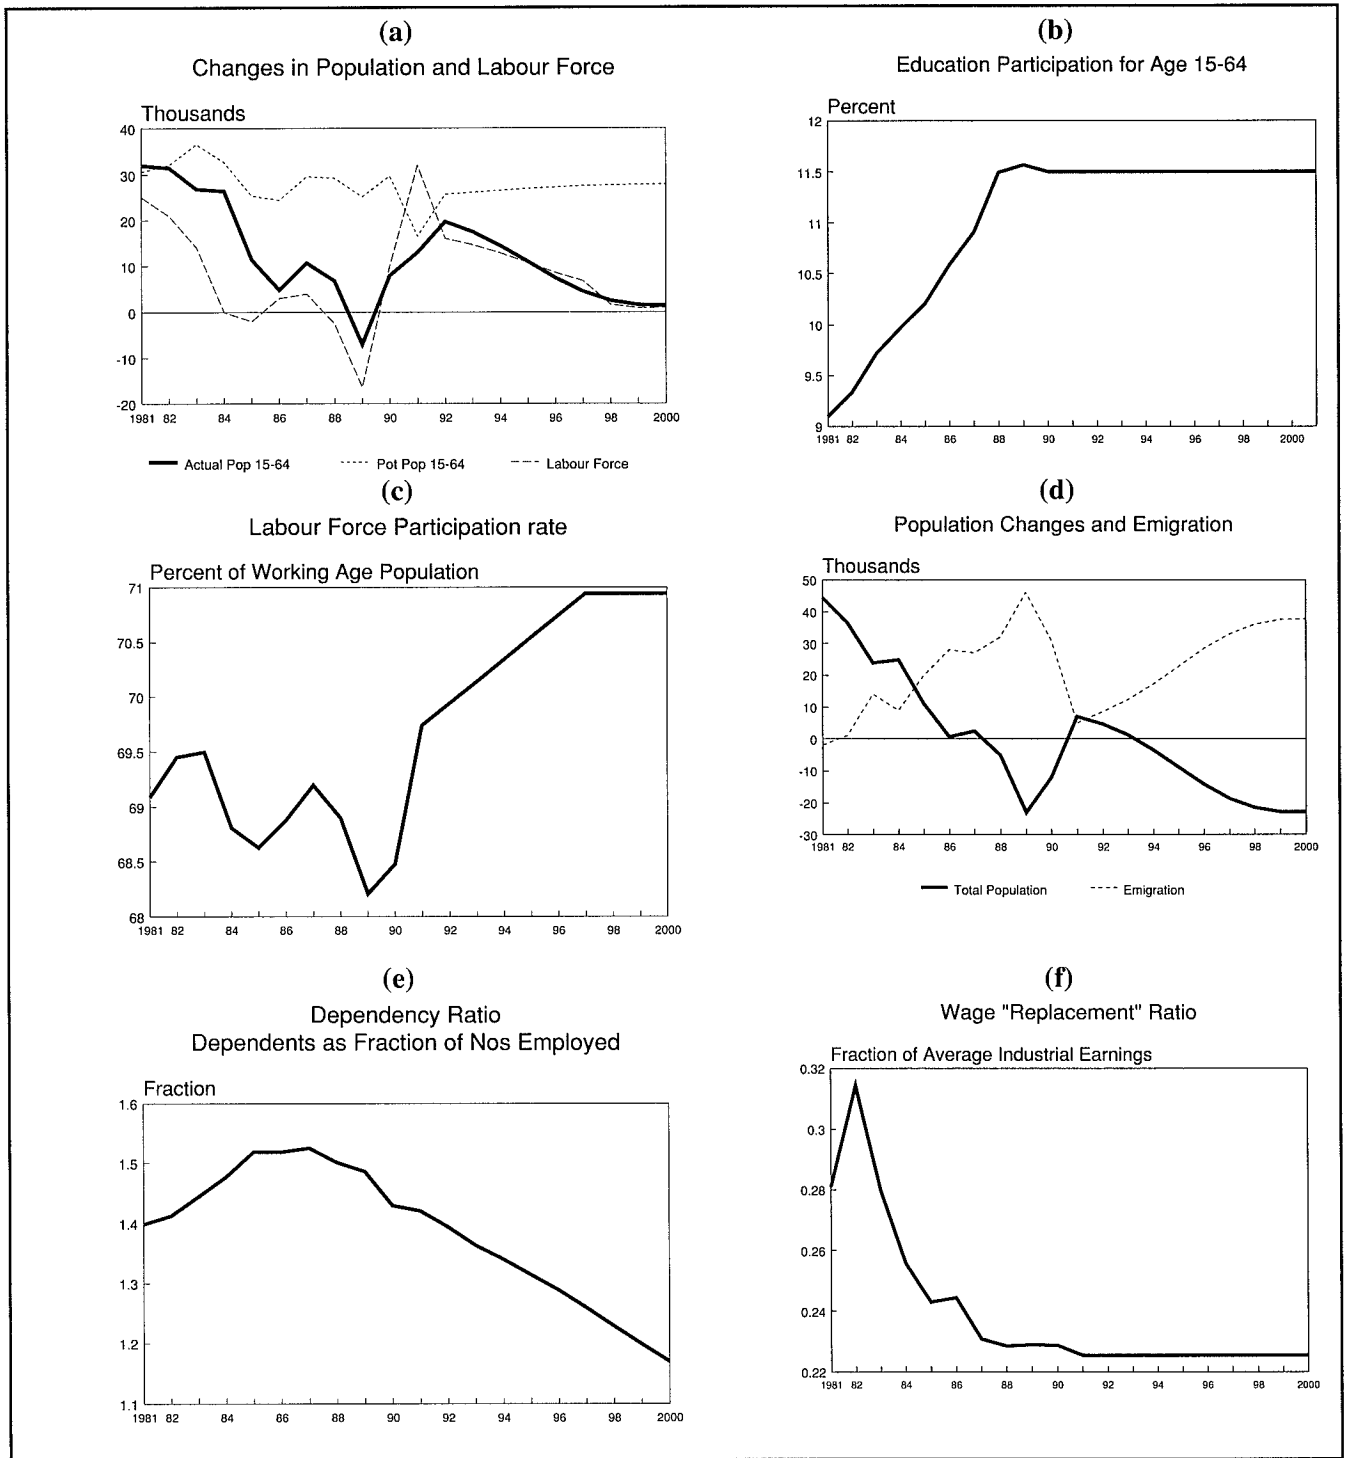 (a)
Changes in Population and Labour Force
Thousands
40
30
20
10
0
-10
-20
1981 82 84 86 88 90 92 94 96 98 2000
Actual Pop 15-64 Pot Pop 15-64 Labour Force
(b)
Education Participation for Age 15-64
Percent
12
11.5
11
10.5
10
9.5
9
1981 82 84 86 88 90 92 94 96 98 2000
(c)
Labour Force Participation rate
Percent of Working Age Population
71
70.5
70
69.5
69
68.5
68
1981 82 84 86 88 90 92 94 96 98 2000
(d)
Population Changes and Emigration
Thousands
50
40
30
20
10
0
-10
-20
-30
1981 82 84 86 88 90 92 94 96 98 2000
Total Population Emigration
(e)
Dependency Ratio
Dependents as Fraction of Nos Employed
Fraction
1.6
1.5
1.4
1.3
1.2
1.1
1981 82 84 86 88 90 92 94 96 98 2000
(f)
Wage "Replacement" Ratio
Fraction of Average Industrial Earnings
0.32
0.3
0.28
0.26
0.24
0.22
1981 82 84 86 88 90 92 94 96 98 2000